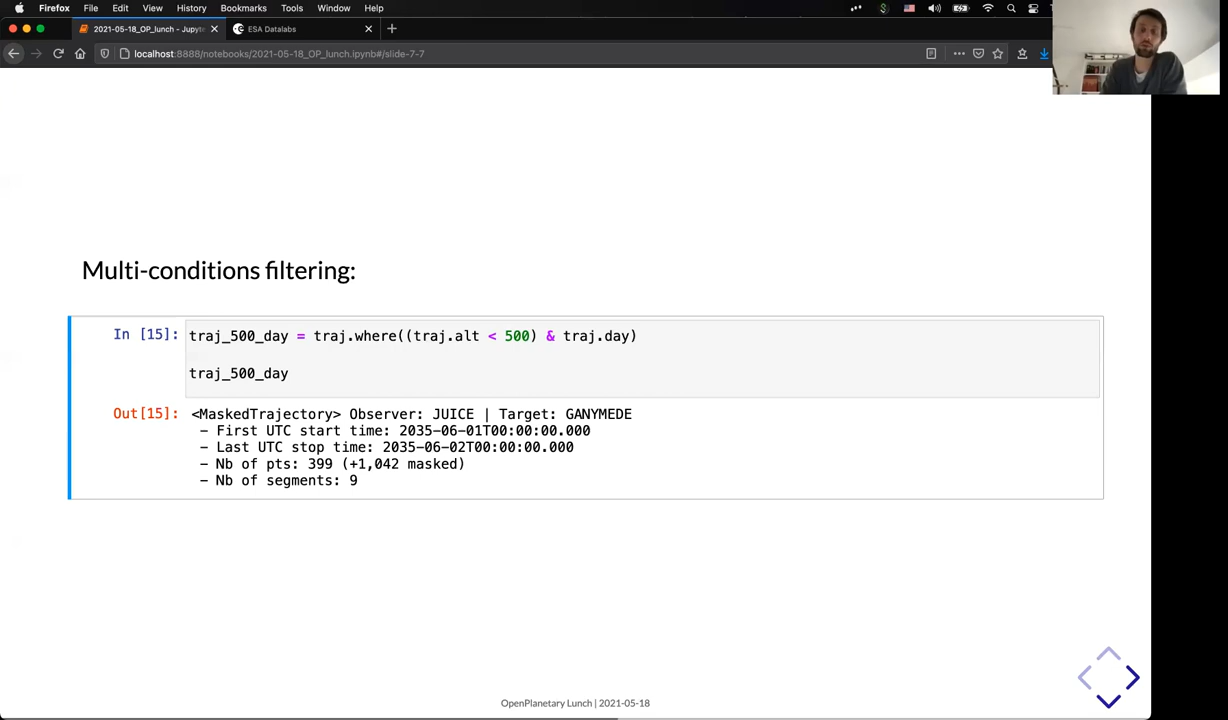 Firefox File Edit View History Bookmarks Tools Window Help
2021-05-18_OP_lunch - Jupyt
ESA Datalabs
localhost:8888/notebooks/2021-05-18_OP_lunch.ipynb#/slide-7-7
Multi-conditions filtering:
In [15]: traj_500_day = traj.where((traj.alt < 500) & traj.day)
traj_500_day
Out[15]: <MaskedTrajectory> Observer: JUICE | Target: GANYMEDE
- First UTC start time: 2035-06-01T00:00:00.000
- Last UTC stop time: 2035-06-02T00:00:00.000
- Nb of pts: 399 (+1,042 masked)
- Nb of segments: 9
OpenPlanetary Lunch | 2021-05-18